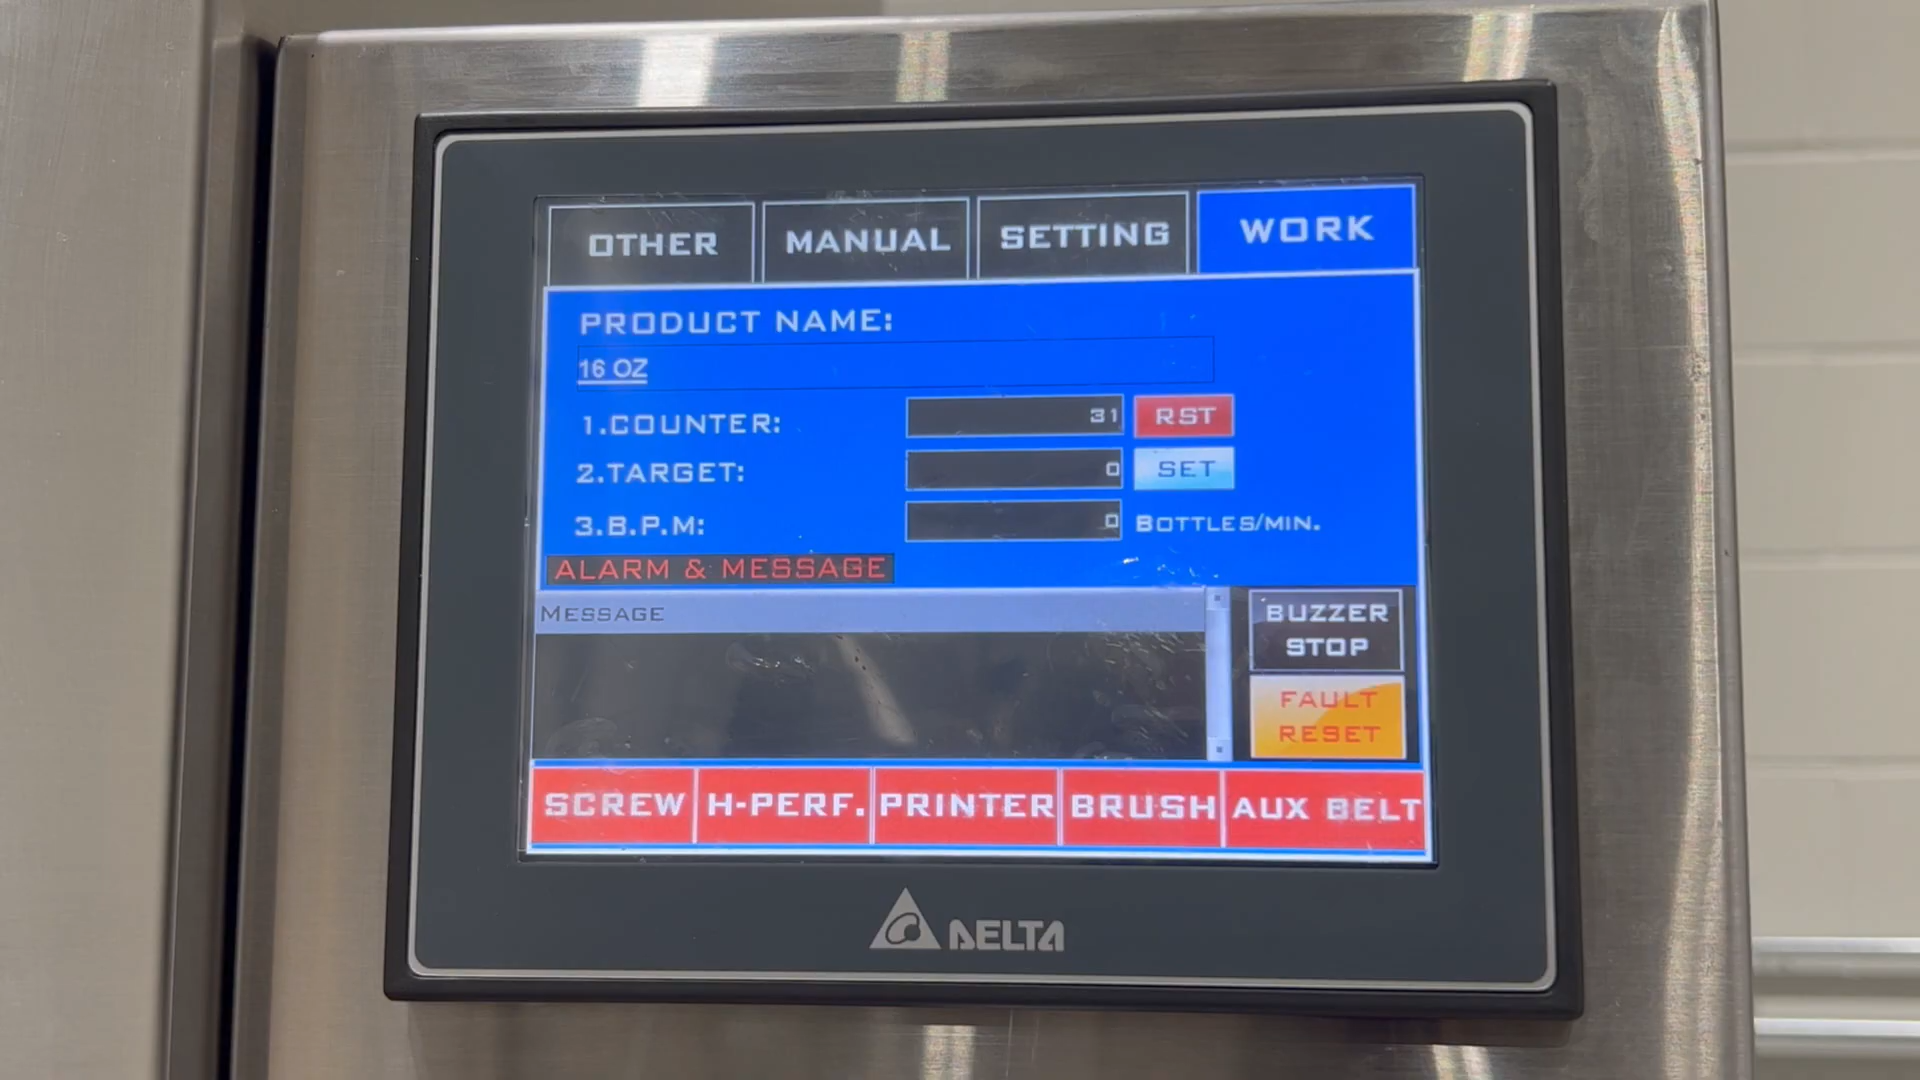 OTHER MANUAL SETTING WORK
PRODUCT NAME:
16 OZ
1.COUNTER: 31 RST
2.TARGET: 0 SET
3.B.P.M: 0 BOTTLES/MIN.
ALARM & MESSAGE
MESSAGE
BUZZER
STOP
FAULT
RESET
SCREW H-PERF. PRINTER BRUSH AUX BELT
DELTA